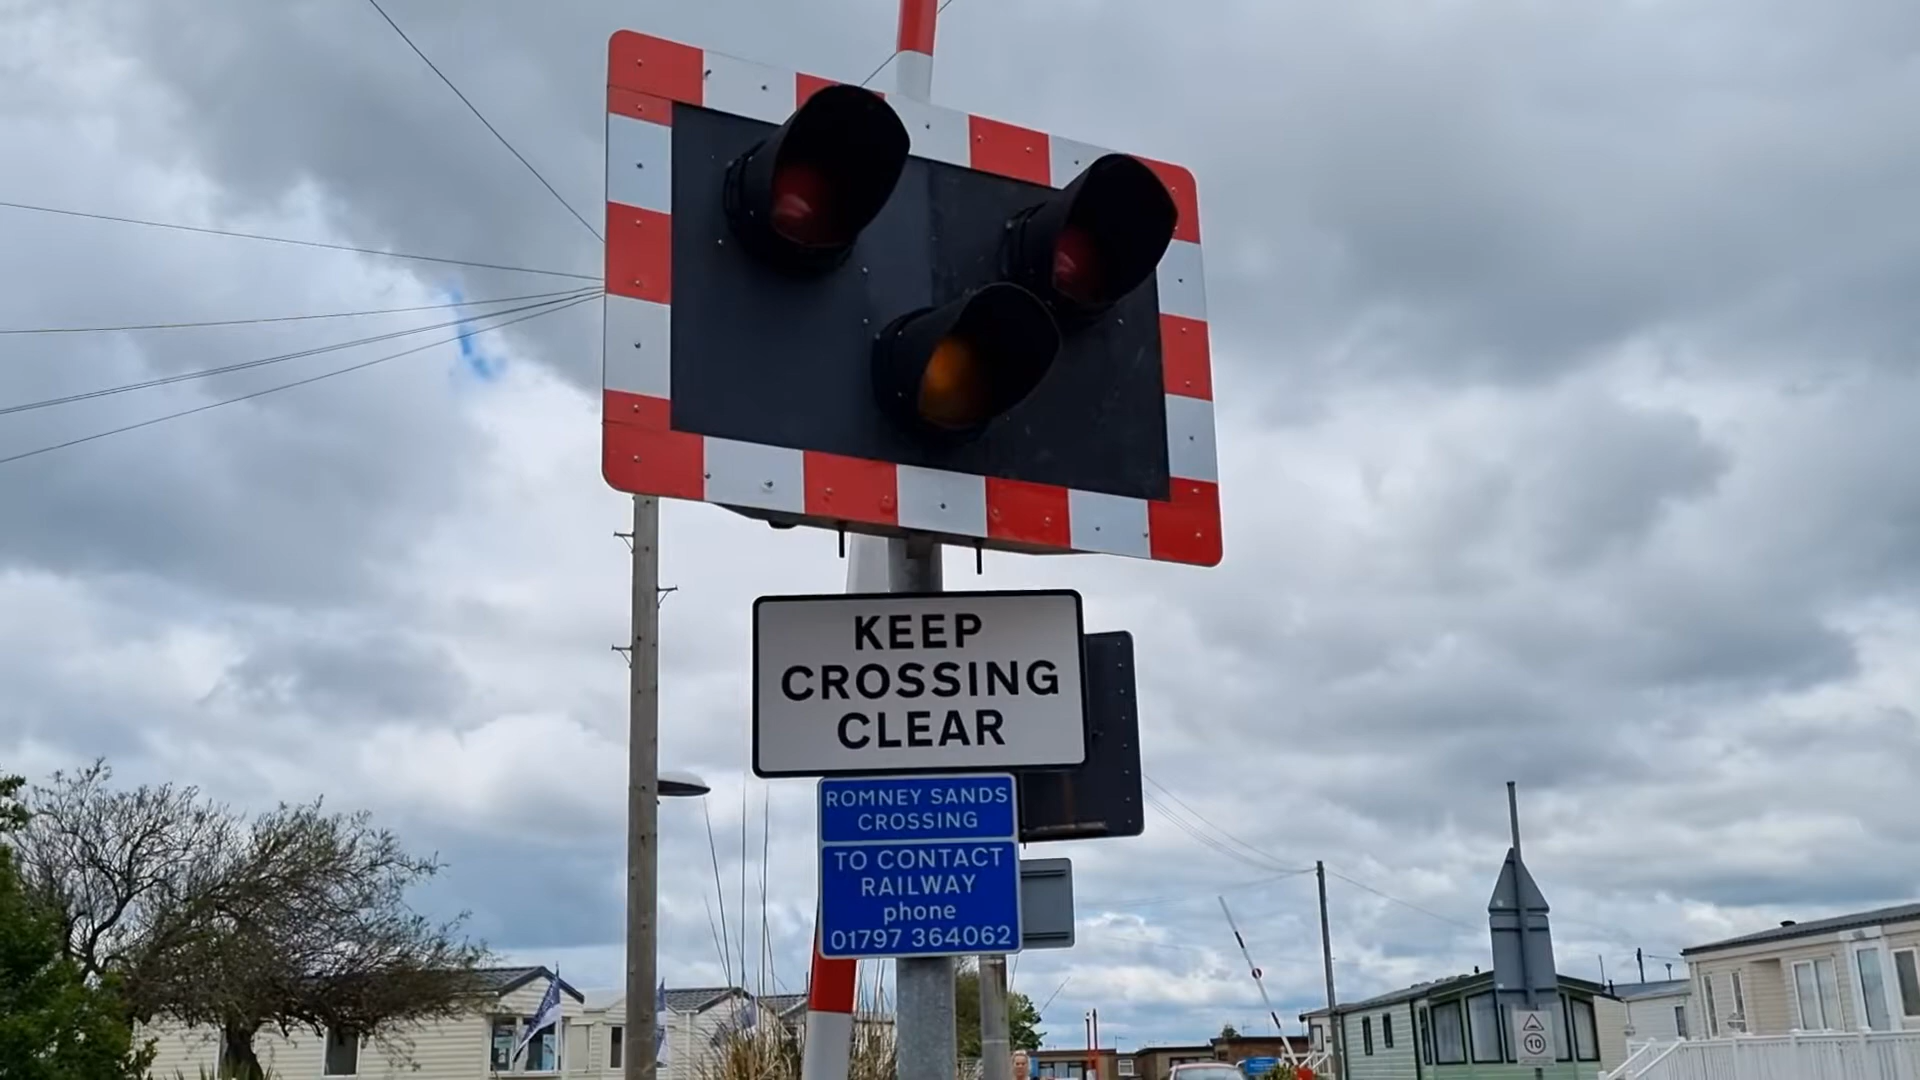 KEEP
CROSSING
CLEAR
ROMNEY SANDS
CROSSING
TO CONTACT
RAILWAY
phone
01797 364062
10